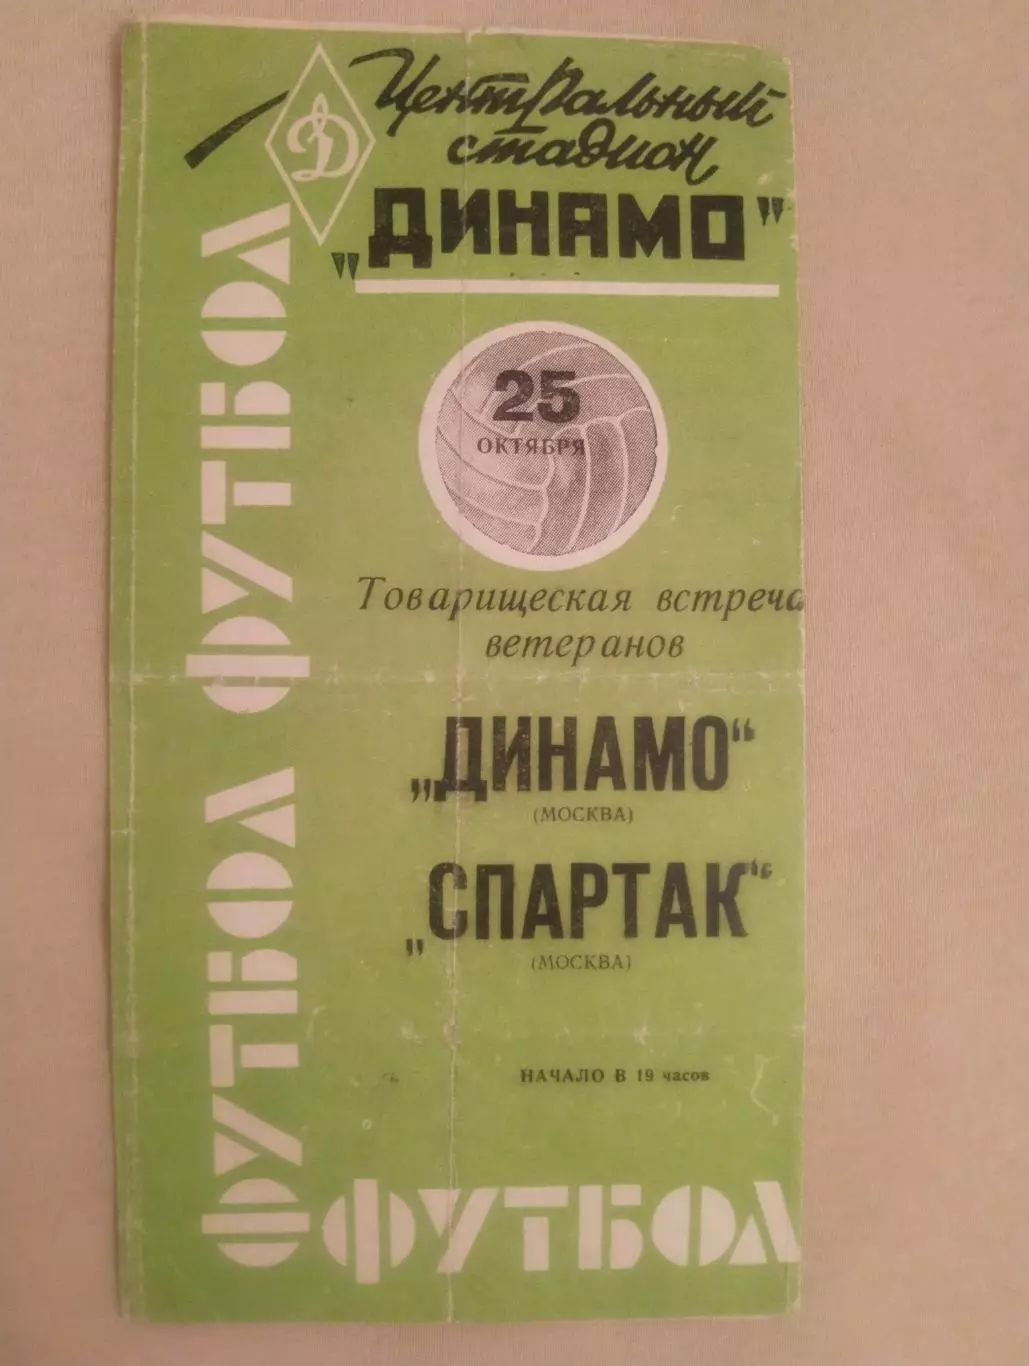 Центральный
стадион
„ДИНАМО"
25
ОКТЯБРЯ
Товарищеская встреча
ветеранов
„ДИНАМО"
(МОСКВА)
„СПАРТАК"
(МОСКВА)
НАЧАЛО В 19 часов
ФУТБОЛ ФУТБОЛ
ФУТБОЛ
Д